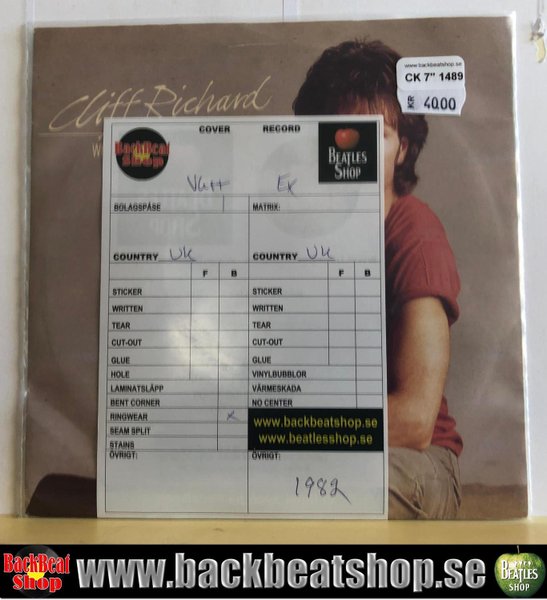 Cliff Richard
W
www.backbeatshop.se
CK 7" 1489
KR 4000
COVER RECORD
BackBeat Shop
BEATLES SHOP
VG++ Ex
BOLAGSPÅSE MATRIX:
COUNTRY UK COUNTRY UK
F B F B
STICKER STICKER
WRITTEN WRITTEN
TEAR TEAR
CUT-OUT CUT-OUT
GLUE GLUE
HOLE VINYLBUBBLOR
LAMINATSLÄPP VÄRMESKADA
BENT CORNER NO CENTER
RINGWEAR x
SEAM SPLIT
STAINS
www.backbeatshop.se
www.beatlesshop.se
ÖVRIGT: ÖVRIGT:
1982
BackBeat Shop www.backbeatshop.se BEATLES SHOP